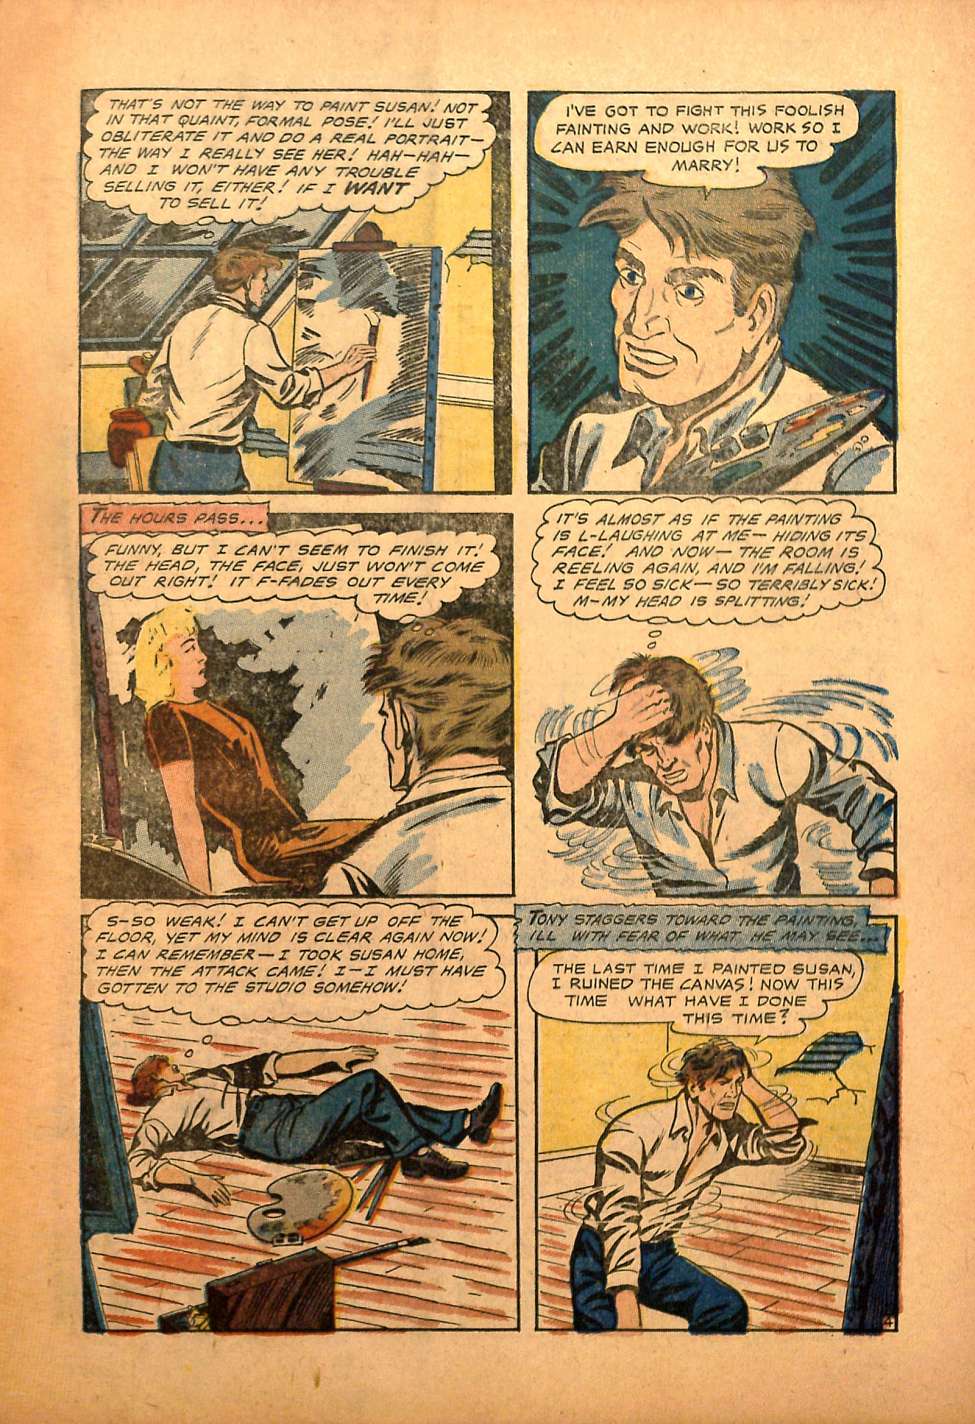 THAT'S NOT THE WAY TO PAINT SUSAN! NOT
IN THAT QUAINT, FORMAL POSE! I'LL JUST
OBLITERATE IT AND DO A REAL PORTRAIT—
THE WAY I REALLY SEE HER! HAH—HAH—
AND I WON'T HAVE ANY TROUBLE
SELLING IT, EITHER! IF I WANT
TO SELL IT!
I'VE GOT TO FIGHT THIS FOOLISH
FAINTING AND WORK! WORK SO I
CAN EARN ENOUGH FOR US TO
MARRY!
THE HOURS PASS...
FUNNY, BUT I CAN'T SEEM TO FINISH IT!
THE HEAD, THE FACE, JUST WON'T COME
OUT RIGHT! IT F-FADES OUT EVERY
TIME!
IT'S ALMOST AS IF THE PAINTING
IS L-LAUGHING AT ME— HIDING ITS
FACE! AND NOW— THE ROOM IS
REELING AGAIN, AND I'M FALLING!
I FEEL SO SICK— SO TERRIBLY SICK!
M-MY HEAD IS SPLITTING!
S-SO WEAK! I CAN'T GET UP OFF THE
FLOOR, YET MY MIND IS CLEAR AGAIN NOW!
I CAN REMEMBER— I TOOK SUSAN HOME,
THEN THE ATTACK CAME! I—I MUST HAVE
GOTTEN TO THE STUDIO SOMEHOW!
TONY STAGGERS TOWARD THE PAINTING,
ILL WITH FEAR OF WHAT HE MAY SEE...
THE LAST TIME I PAINTED SUSAN,
I RUINED THE CANVAS! NOW THIS
TIME WHAT HAVE I DONE
THIS TIME?
4